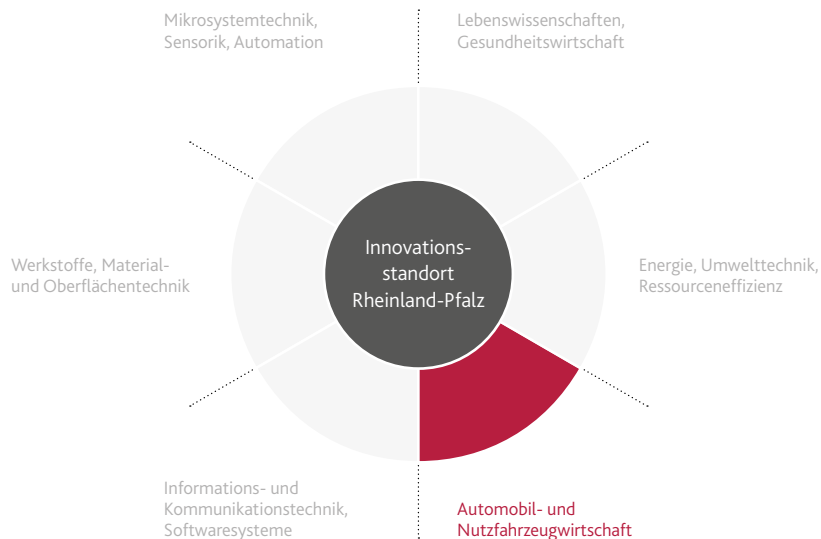 Mikrosystemtechnik,
Sensorik, Automation
Lebenswissenschaften,
Gesundheitswirtschaft
Innovations-
standort
Rheinland-Pfalz
Werkstoffe, Material-
und Oberflächentechnik
Energie, Umwelttechnik,
Ressourceneffizienz
Informations- und
Kommunikationstechnik,
Softwaresysteme
Automobil- und
Nutzfahrzeugwirtschaft